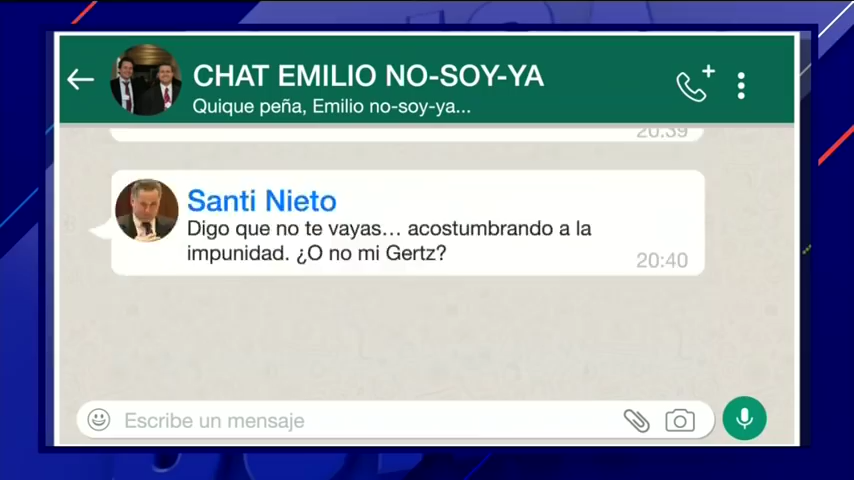 CHAT EMILIO NO-SOY-YA
Quique peña, Emilio no-soy-ya...
20:39
Santi Nieto
Digo que no te vayas... acostumbrando a la
impunidad. ¿O no mi Gertz?
20:40
Escribe un mensaje